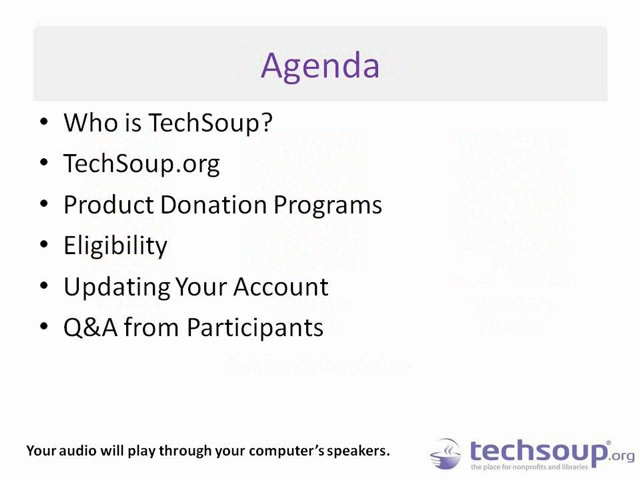 Agenda
• Who is TechSoup?
• TechSoup.org
• Product Donation Programs
• Eligibility
• Updating Your Account
• Q&A from Participants
Your audio will play through your computer's speakers.
techsoup®.org
the place for nonprofits and libraries